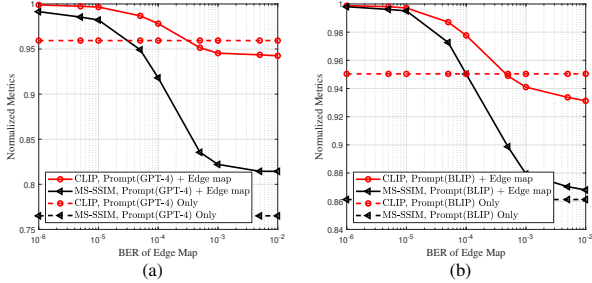 1
0.95
0.9
0.85
0.8
0.75
Normalized Metrics
CLIP, Prompt(GPT-4) + Edge map
MS-SSIM, Prompt(GPT-4) + Edge map
CLIP, Prompt(GPT-4) Only
MS-SSIM, Prompt(GPT-4) Only
10-6 10-5 10-4 10-3 10-2
BER of Edge Map
(a)
1
0.98
0.96
0.94
0.92
0.9
0.88
0.86
0.84
Normalized Metrics
CLIP, Prompt(BLIP) + Edge map
MS-SSIM, Prompt(BLIP) + Edge map
CLIP, Prompt(BLIP) Only
MS-SSIM, Prompt(BLIP) Only
10-6 10-5 10-4 10-3 10-2
BER of Edge Map
(b)